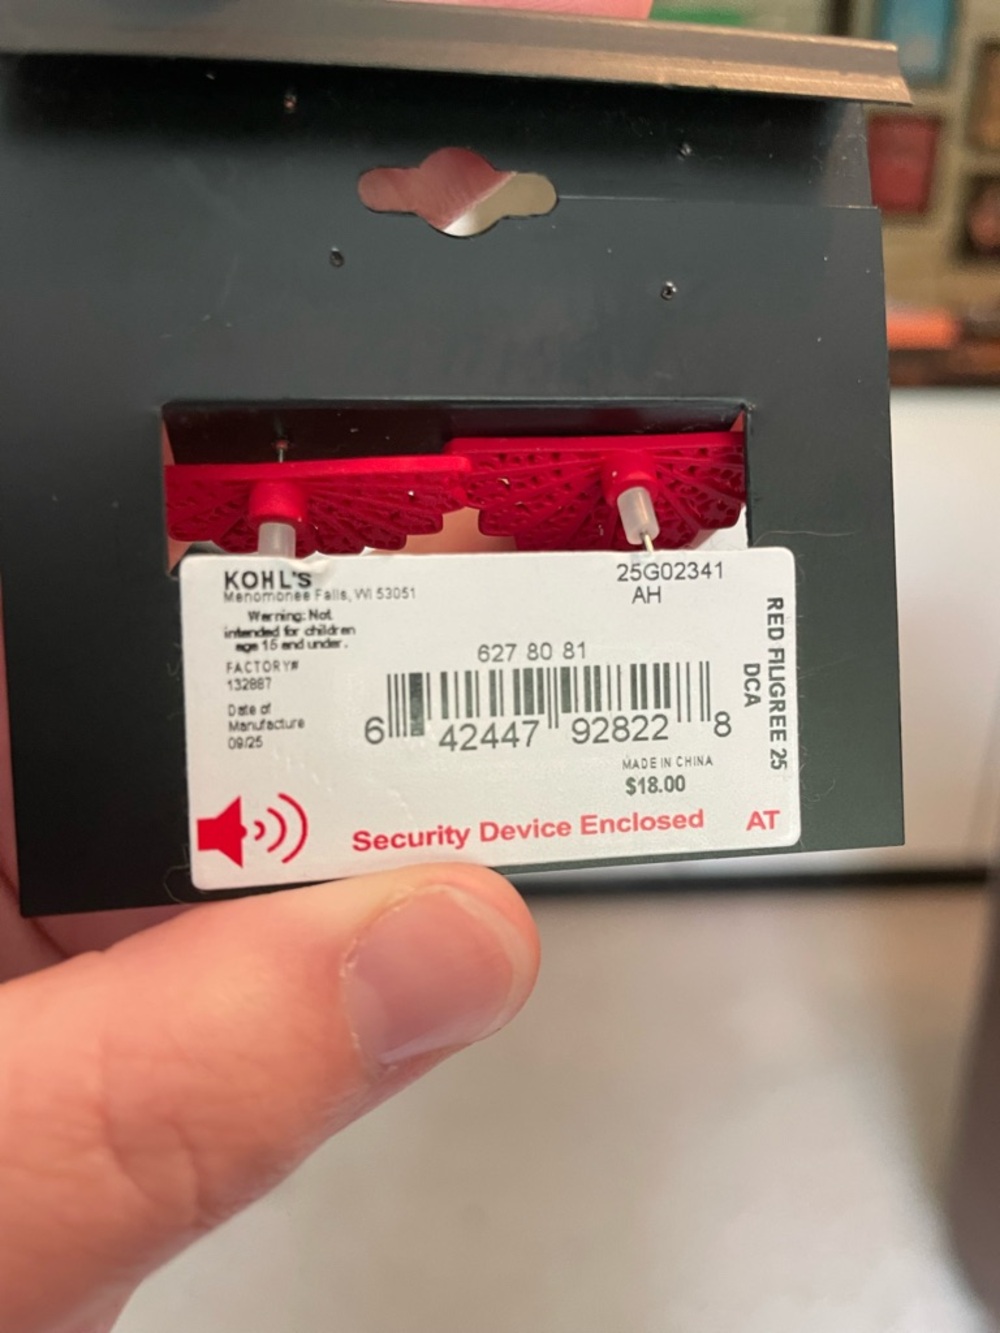 KOHL'S
Menomonee Falls, WI 53051
Warning: Not
intended for children
age 15 and under.
FACTORY#
132887
Date of
Manufacture
09/25
25G02341
AH
627 80 81
6 42447 92822 8
MADE IN CHINA
$18.00
RED FILIGREE 25
DCA
Security Device Enclosed
AT